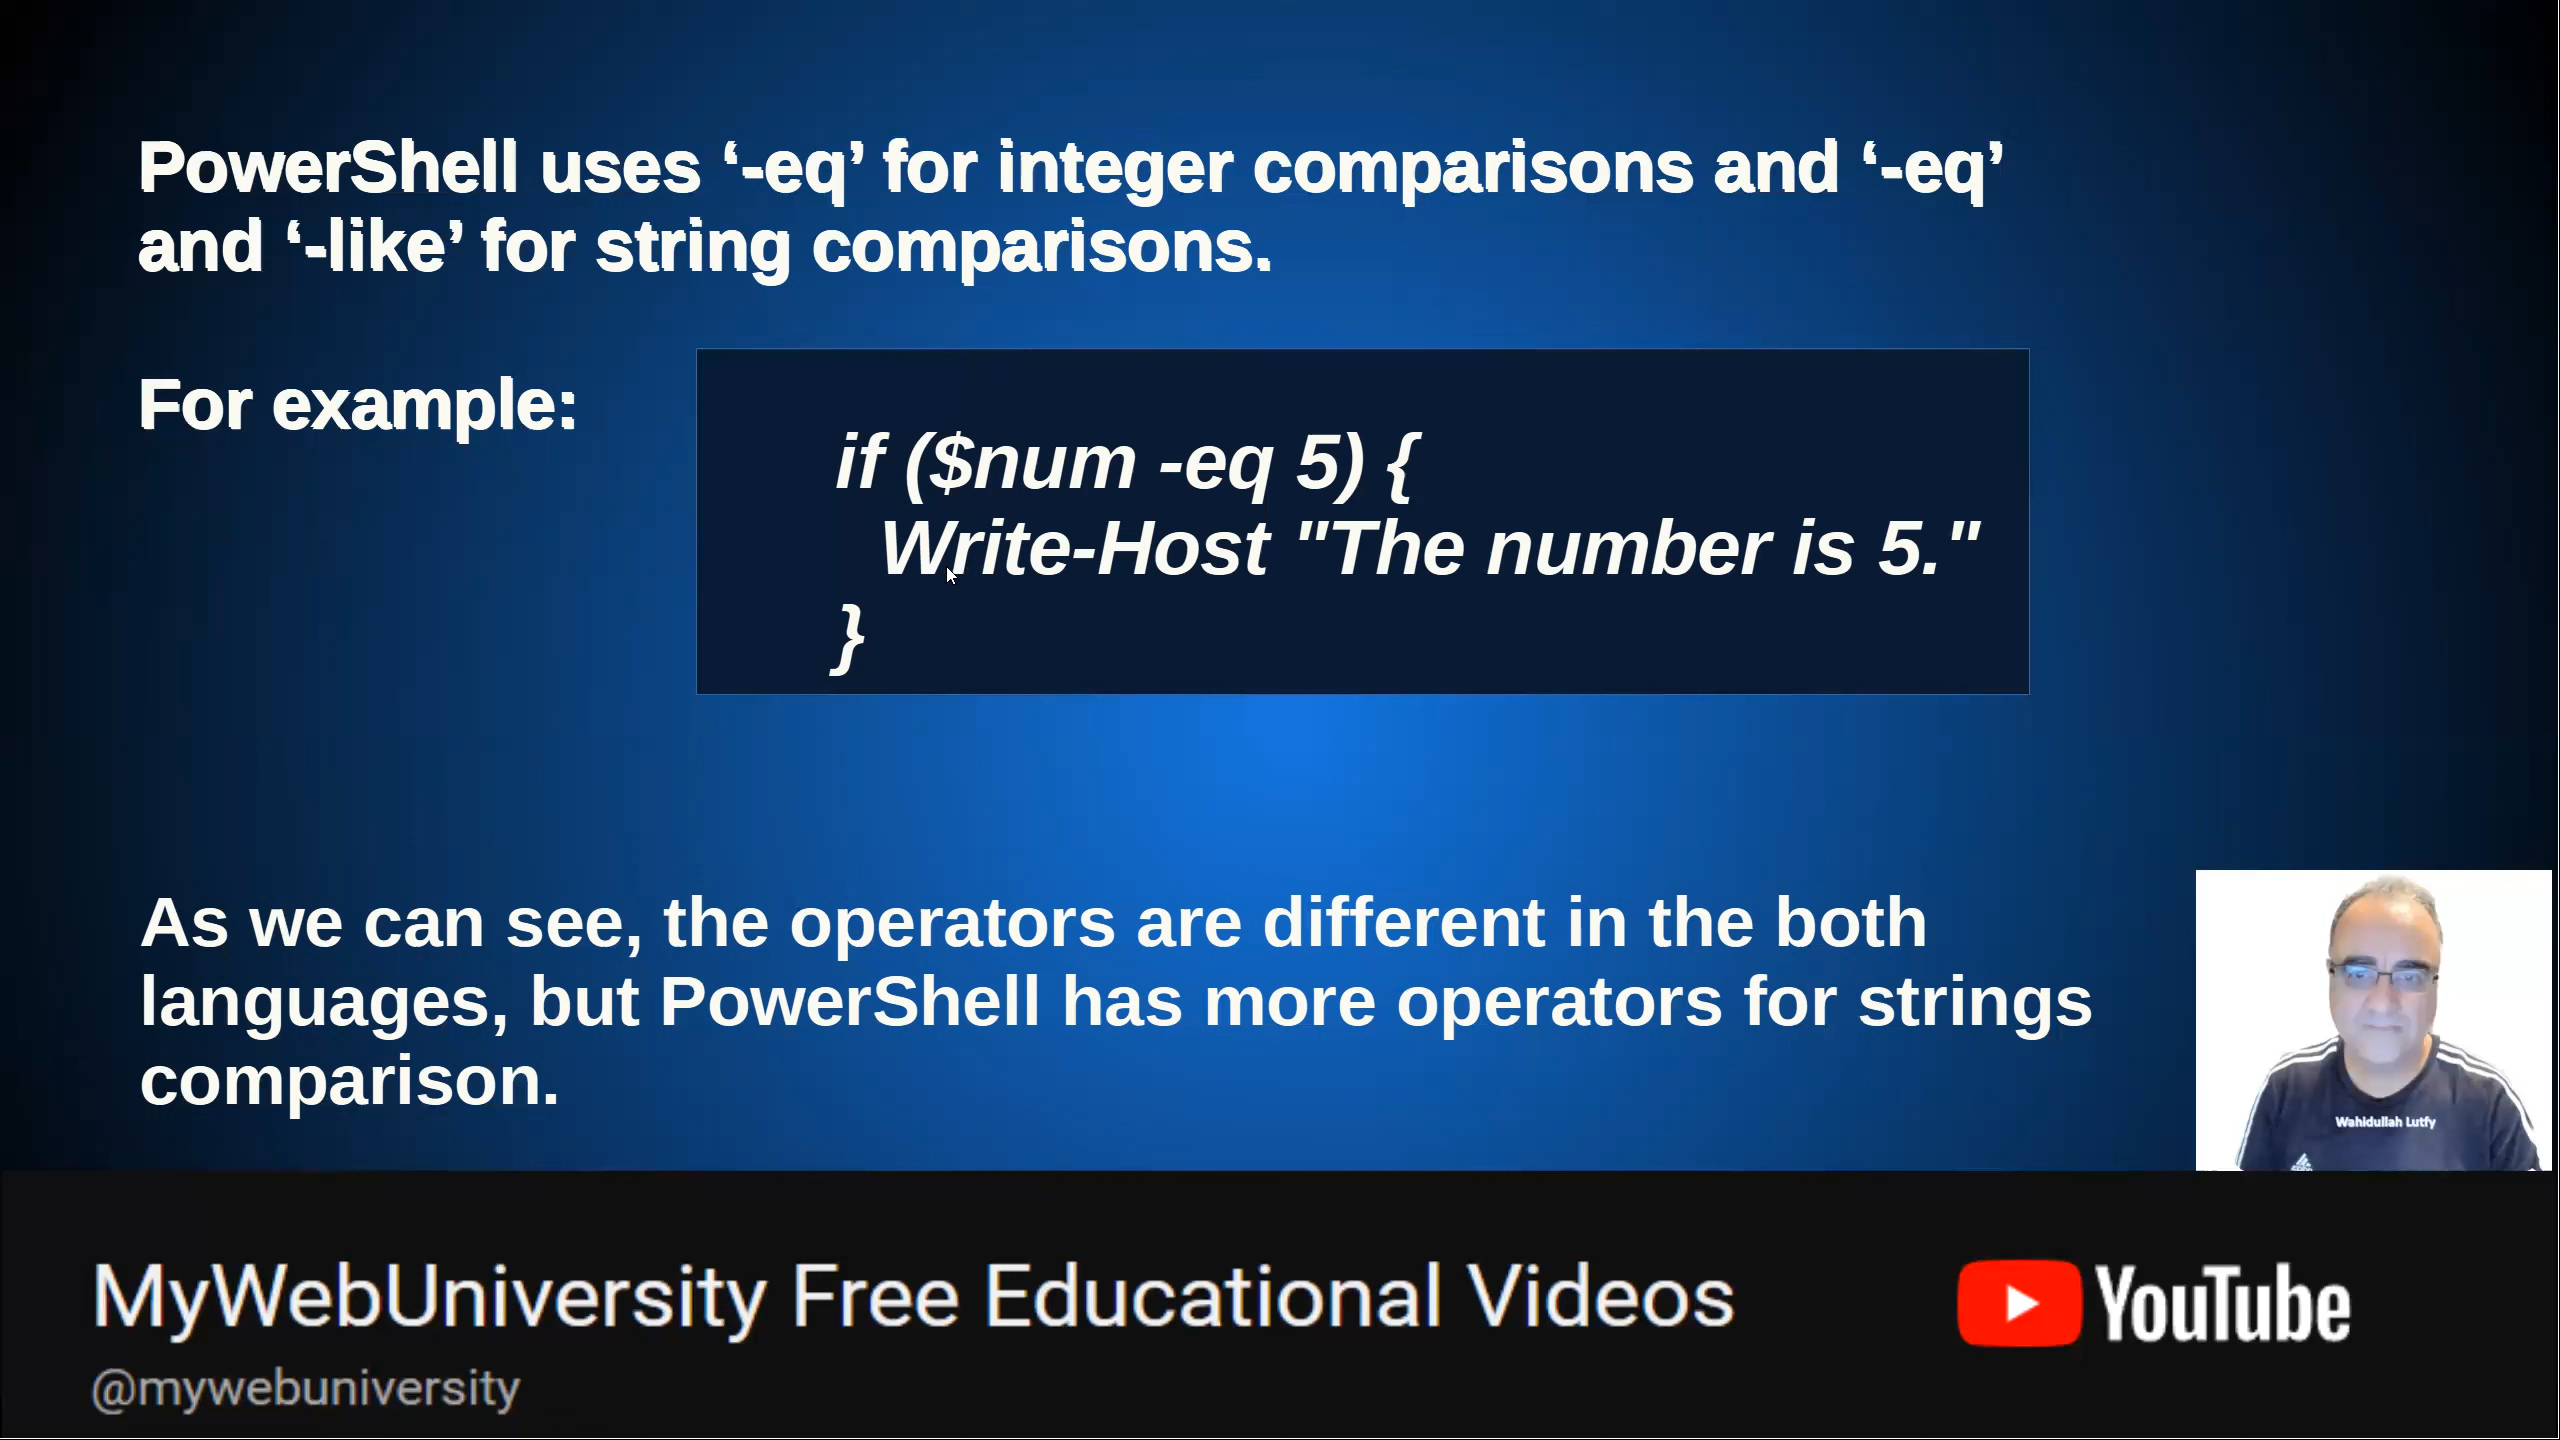 PowerShell uses ‘-eq’ for integer comparisons and ‘-eq’
and ‘-like’ for string comparisons.
For example:
if ($num -eq 5) {
Write-Host "The number is 5."
}
As we can see, the operators are different in the both
languages, but PowerShell has more operators for strings
comparison.
Wahidullah Lutfy
MyWebUniversity Free Educational Videos
YouTube
@mywebuniversity